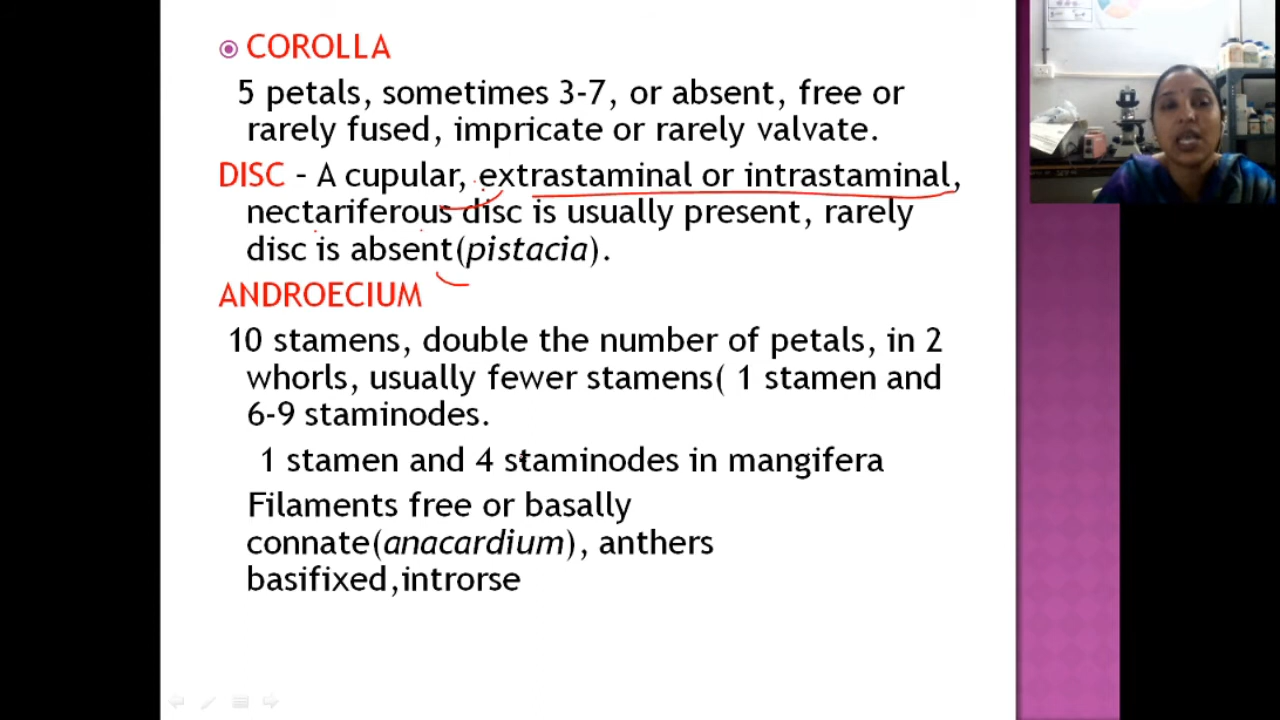 COROLLA
5 petals, sometimes 3-7, or absent, free or
rarely fused, impricate or rarely valvate.
DISC – A cupular, extrastaminal or intrastaminal,
nectariferous disc is usually present, rarely
disc is absent(pistacia).
ANDROECIUM
10 stamens, double the number of petals, in 2
whorls, usually fewer stamens( 1 stamen and
6-9 staminodes.
1 stamen and 4 staminodes in mangifera
Filaments free or basally
connate(anacardium), anthers
basifixed,introrse